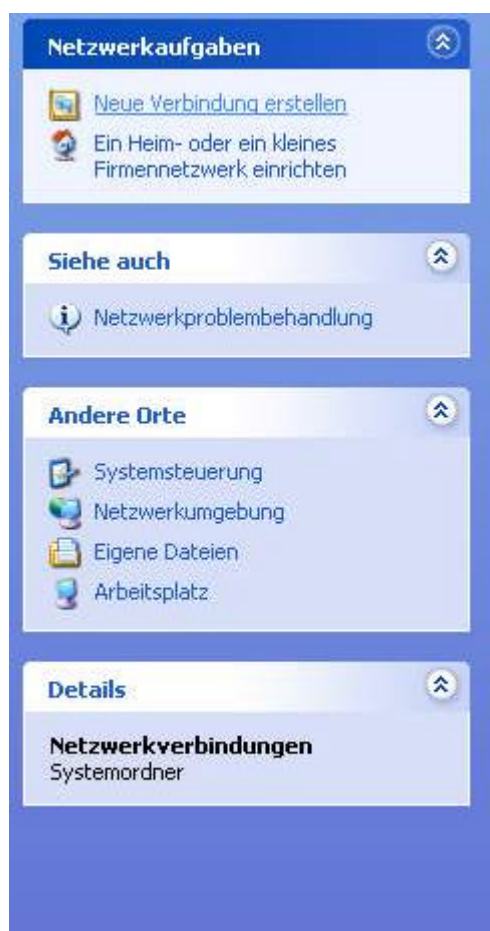 Netzwerkaufgaben
Neue Verbindung erstellen
Ein Heim- oder ein kleines
Firmennetzwerk einrichten
Siehe auch
Netzwerkproblembehandlung
Andere Orte
Systemsteuerung
Netzwerkumgebung
Eigene Dateien
Arbeitsplatz
Details
Netzwerkverbindungen
Systemordner